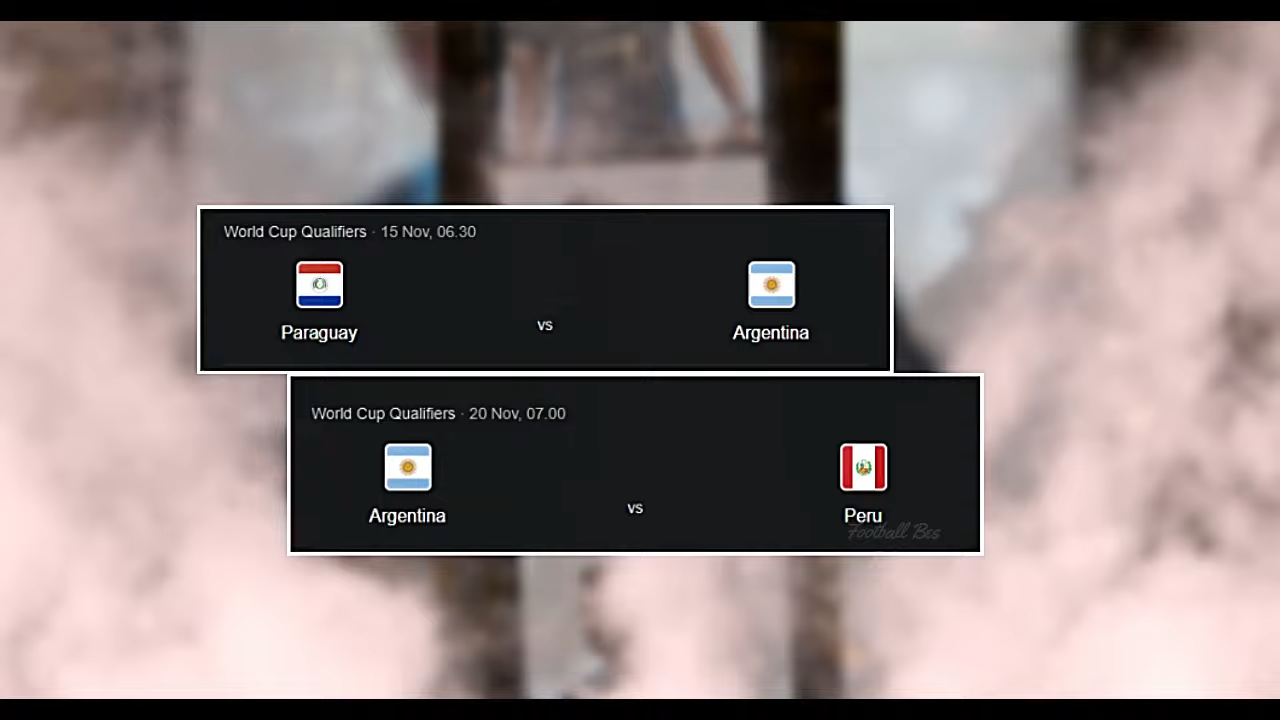 World Cup Qualifiers · 15 Nov, 06.30
Paraguay vs Argentina
World Cup Qualifiers · 20 Nov, 07.00
Argentina vs Peru
Football Bes